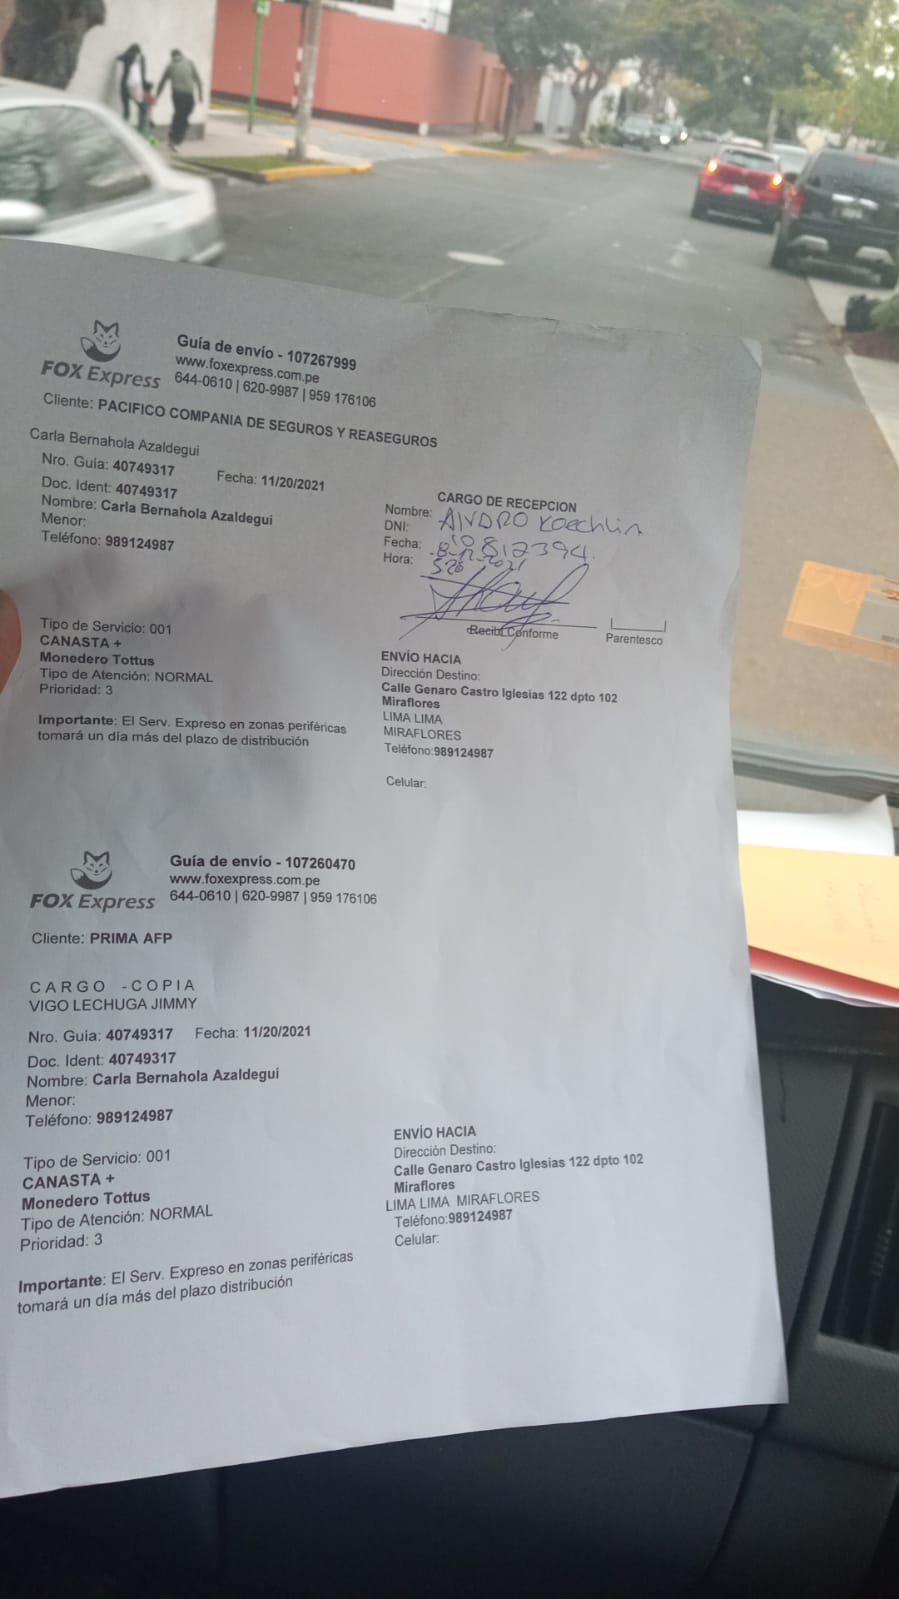 FOX Express
Guía de envío - 107267999
www.foxexpress.com.pe
644-0610 | 620-9987 | 959 176106
Cliente: PACIFICO COMPANIA DE SEGUROS Y REASEGUROS
Carla Bernahola Azaldegui
Nro. Guía: 40749317 Fecha: 11/20/2021
Doc. Ident: 40749317
Nombre: Carla Bernahola Azaldegui
Menor:
Teléfono: 989124987
CARGO DE RECEPCION
Nombre: Koechlin
DNI: 10812394.
Fecha: 8-12-2021
Hora: 520
Recibí Conforme
Parentesco
Tipo de Servicio: 001
CANASTA +
Monedero Tottus
Tipo de Atención: NORMAL
Prioridad: 3
Importante: El Serv. Expreso en zonas periféricas
tomará un día más del plazo de distribución
ENVÍO HACIA
Dirección Destino:
Calle Genaro Castro Iglesias 122 dpto 102
Miraflores
LIMA LIMA
MIRAFLORES
Teléfono:989124987
Celular:
FOX Express
Guía de envío - 107260470
www.foxexpress.com.pe
644-0610 | 620-9987 | 959 176106
Cliente: PRIMA AFP
CARGO -COPIA
VIGO LECHUGA JIMMY
Nro. Guia: 40749317 Fecha: 11/20/2021
Doc. Ident: 40749317
Nombre: Carla Bernahola Azaldegui
Menor:
Teléfono: 989124987
Tipo de Servicio: 001
CANASTA +
Monedero Tottus
Tipo de Atención: NORMAL
Prioridad: 3
Importante: El Serv. Expreso en zonas periféricas
tomará un día más del plazo distribución
ENVÍO HACIA
Dirección Destino:
Calle Genaro Castro Iglesias 122 dpto 102
Miraflores
LIMA LIMA MIRAFLORES
Teléfono:989124987
Celular: